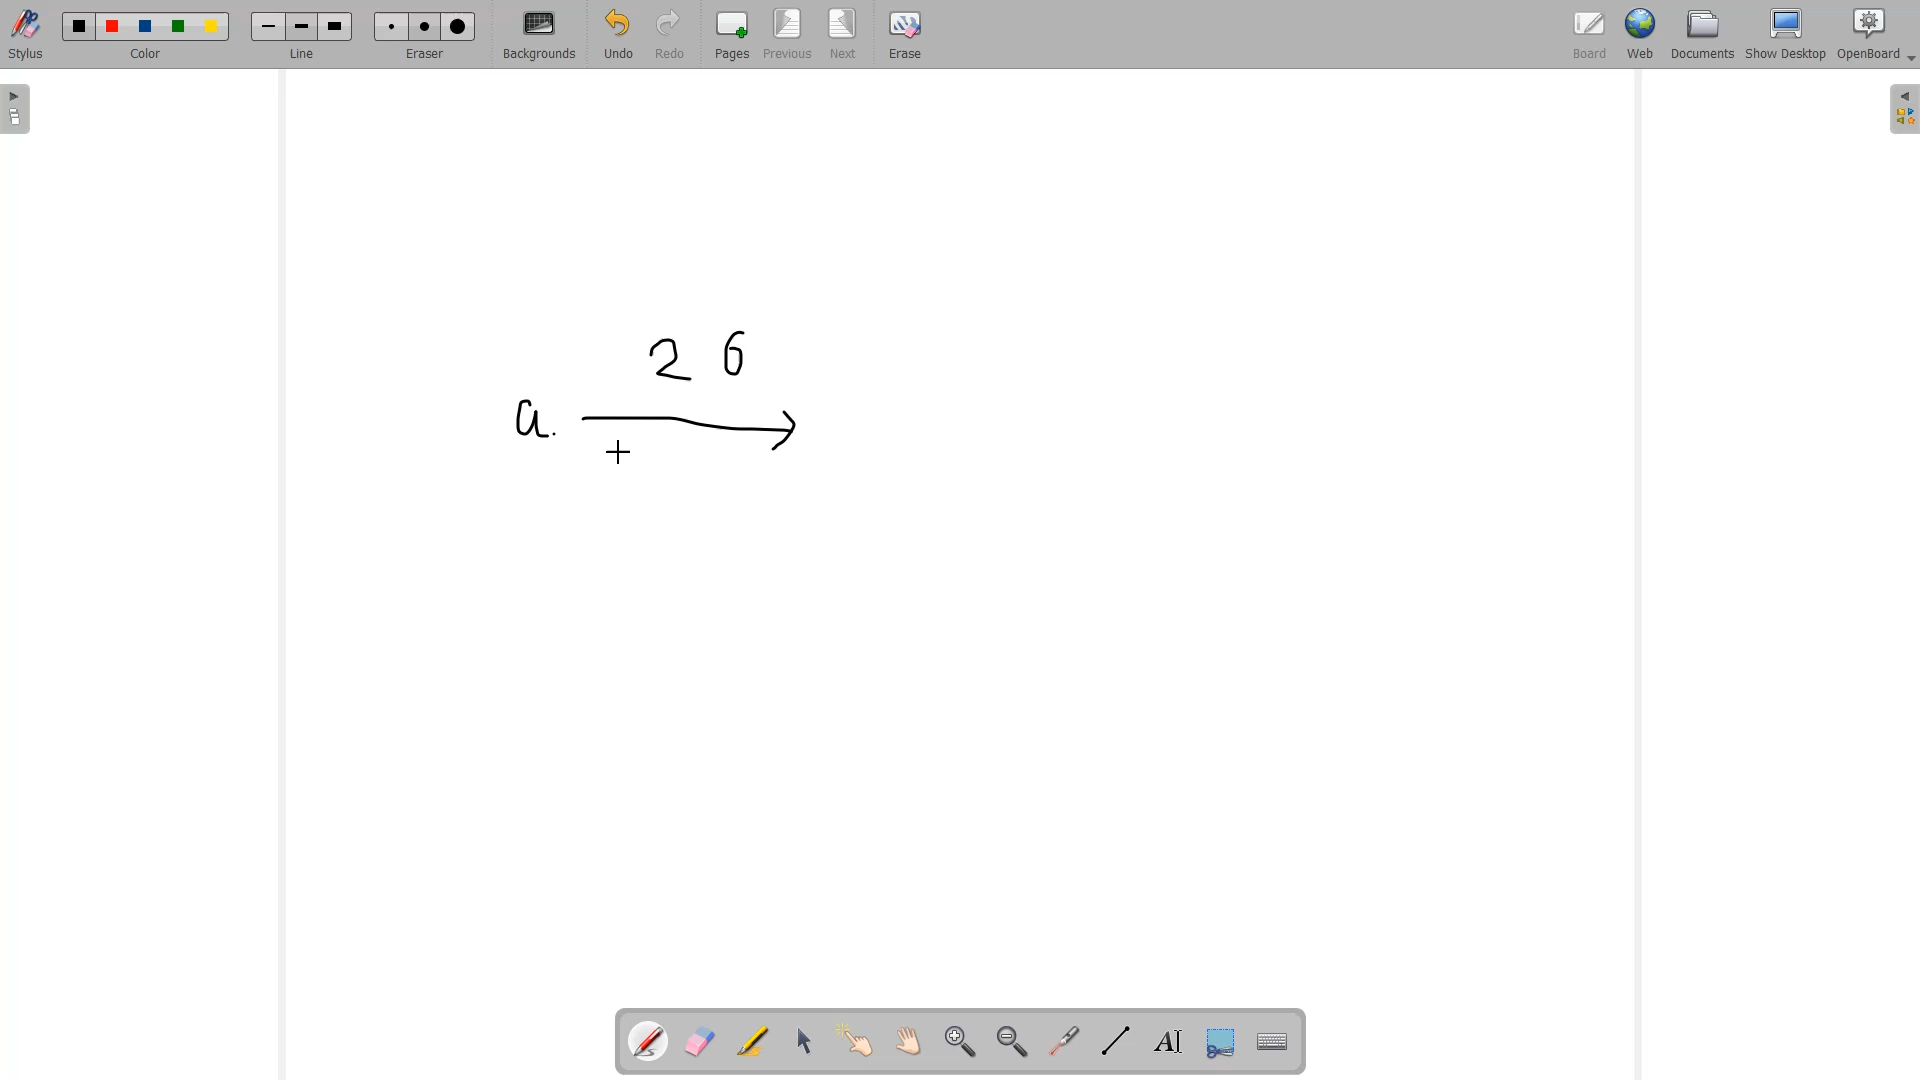 Stylus Color Line Eraser Backgrounds Undo Redo Pages Previous Next Erase Board Web Documents Show Desktop OpenBoard
2 6
a. →
AI